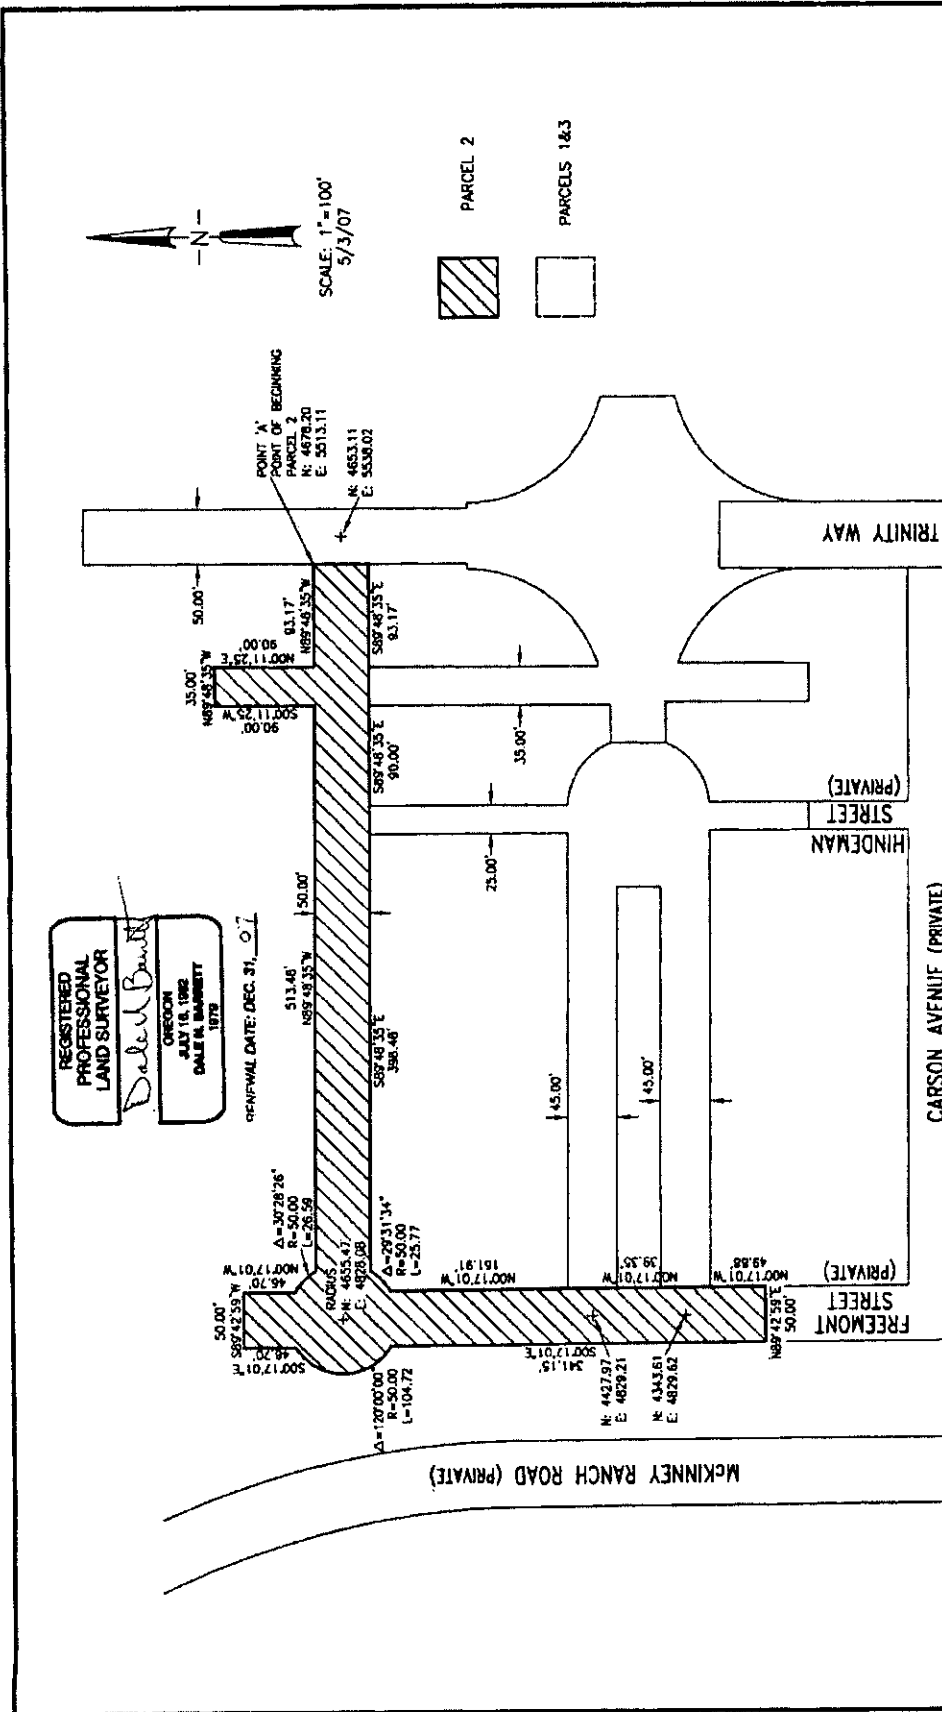 REGISTERED
PROFESSIONAL
LAND SURVEYOR
OREGON
JULY 16, 1982
DALE N. BARRETT
1979
RENEWAL DATE: DEC. 31, 07
-N-
SCALE: 1"=100'
5/3/07
PARCEL 2
PARCELS 1&3
POINT 'A'
POINT OF BEGINNING
PARCEL 2
N: 4678.20
E: 5513.11
N: 4653.11
E: 5538.02
50.00'
93.17'
N89°48'35"W
S89°48'35"E
93.17'
N00°11'25"E
90.00'
35.00'
N89°48'35"W
S00°11'25"W
90.00'
S89°48'35"E
90.00'
35.00'
25.00'
50.00'
513.48'
N89°48'35"W
S89°48'35"E
398.46'
Δ=30°28'26"
R=50.00
L=26.59
N00°17'01"W
46.70'
50.00'
S89°42'59"W
S00°17'01"E
RADIUS
N: 4655.47
E: 4828.08
Δ=29°31'34"
R=50.00
L=25.77
Δ=120°00'00"
R=50.00
L=104.72
N00°17'01"W
161.91'
S00°17'01"E
341.15'
N00°17'01"W
39.35'
N00°17'01"W
49.88'
N89°42'59"E
50.00'
N: 4427.97
E: 4829.21
N: 4343.61
E: 4829.62
45.00'
45.00'
TRINITY WAY
HINDEMAN
STREET
(PRIVATE)
FREEMONT
STREET
(PRIVATE)
CARSON AVENUE (PRIVATE)
McKINNEY RANCH ROAD (PRIVATE)